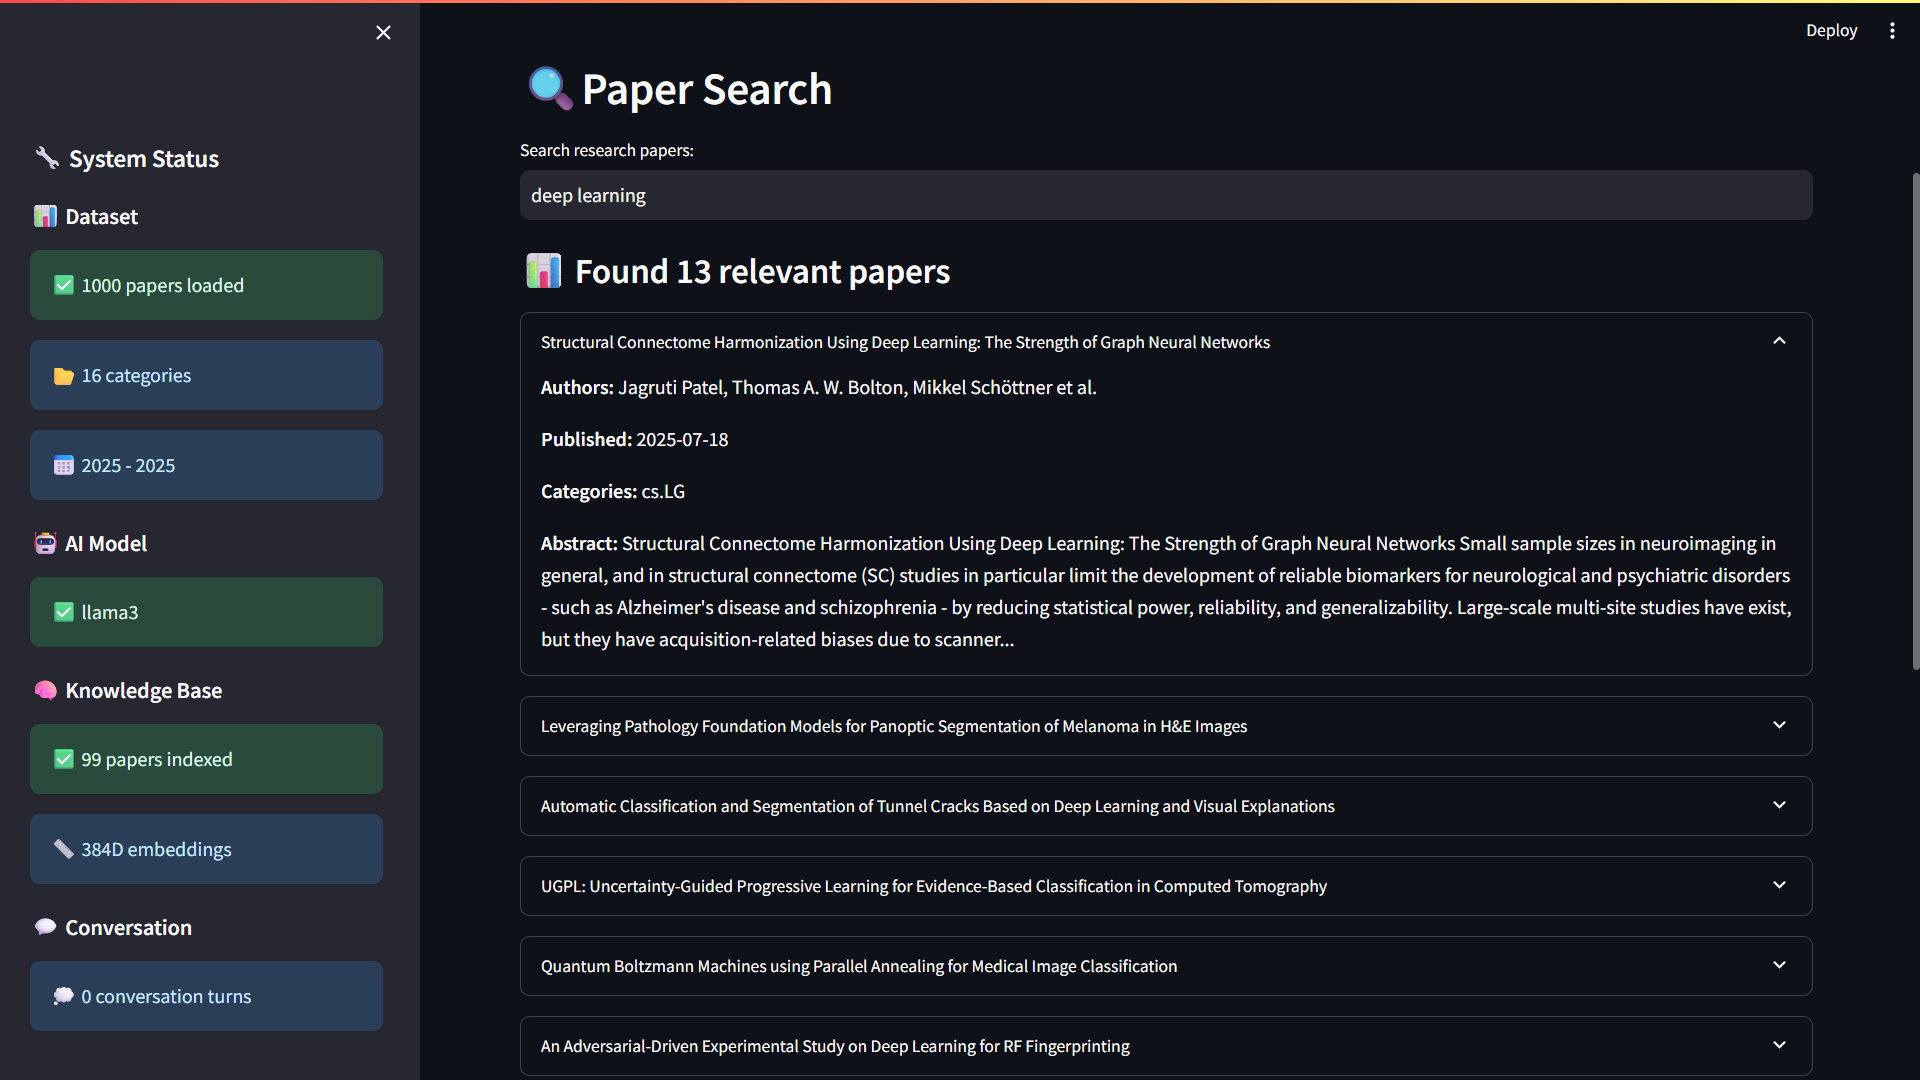 Deploy
System Status
Dataset
1000 papers loaded
16 categories
2025 - 2025
AI Model
llama3
Knowledge Base
99 papers indexed
384D embeddings
Conversation
0 conversation turns
Paper Search
Search research papers:
deep learning
Found 13 relevant papers
Structural Connectome Harmonization Using Deep Learning: The Strength of Graph Neural Networks
Authors: Jagruti Patel, Thomas A. W. Bolton, Mikkel Schöttner et al.
Published: 2025-07-18
Categories: cs.LG
Abstract: Structural Connectome Harmonization Using Deep Learning: The Strength of Graph Neural Networks Small sample sizes in neuroimaging in
general, and in structural connectome (SC) studies in particular limit the development of reliable biomarkers for neurological and psychiatric disorders
- such as Alzheimer's disease and schizophrenia - by reducing statistical power, reliability, and generalizability. Large-scale multi-site studies have exist,
but they have acquisition-related biases due to scanner...
Leveraging Pathology Foundation Models for Panoptic Segmentation of Melanoma in H&E Images
Automatic Classification and Segmentation of Tunnel Cracks Based on Deep Learning and Visual Explanations
UGPL: Uncertainty-Guided Progressive Learning for Evidence-Based Classification in Computed Tomography
Quantum Boltzmann Machines using Parallel Annealing for Medical Image Classification
An Adversarial-Driven Experimental Study on Deep Learning for RF Fingerprinting